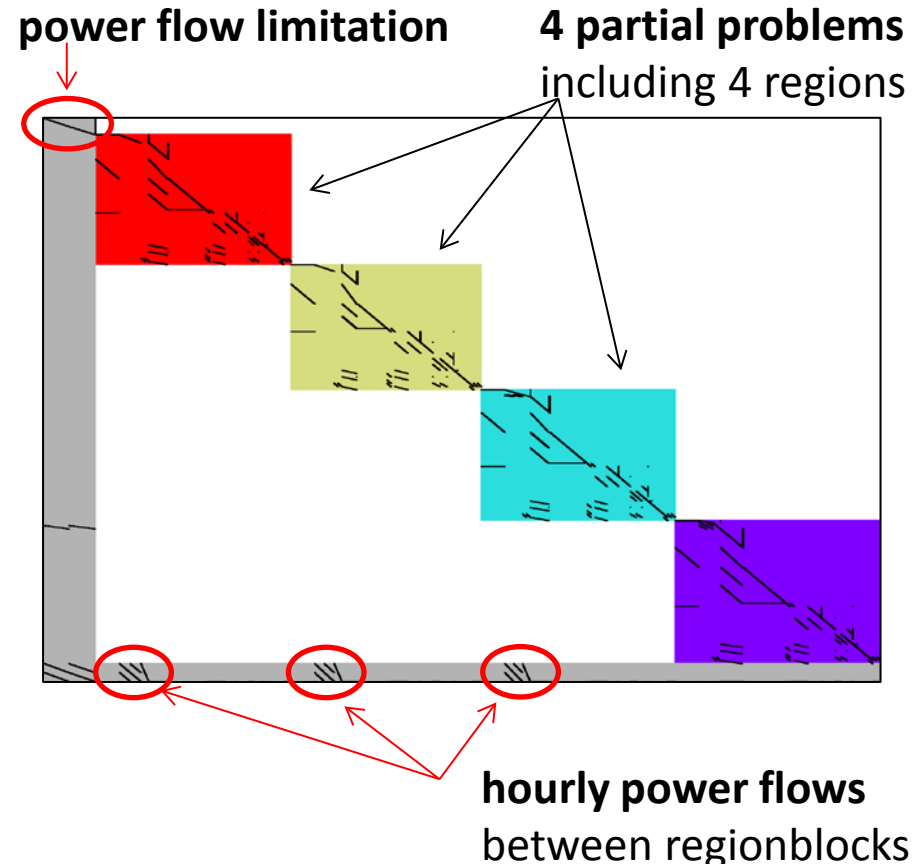 power flow limitation
4 partial problems
including 4 regions
hourly power flows
between regionblocks